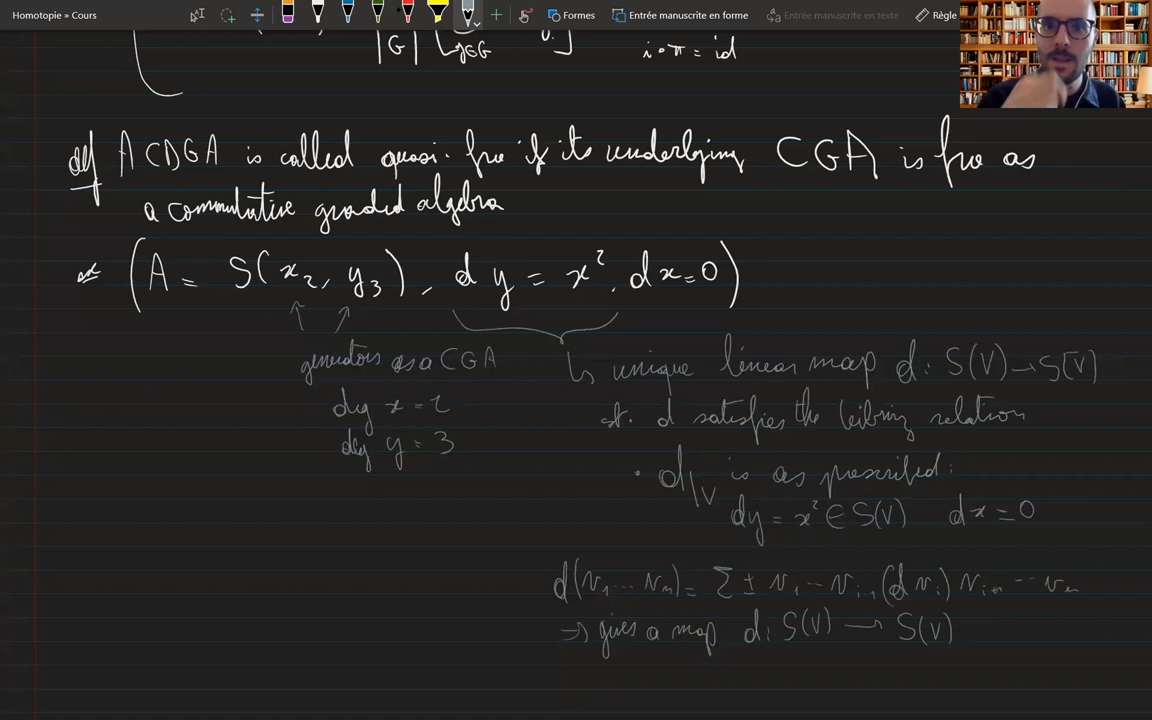 Homotopie » Cours
Formes
Entrée manuscrite en forme
Entrée manuscrite en texte
Règle
|G| g∈G
i∘π = id
def A CDGA is called quasi-free if its underlying CGA is free as
a commutative graded algebra
(A = S(x₂, y₃), dy = x², dx = 0)
generators as a CGA
deg x = 2
deg y = 3
↳ unique linear map d: S(V) → S(V)
st. d satisfies the Leibniz relation
• d|V is as prescribed:
dy = x² ∈ S(V) dx = 0
d(v₁ … vₙ) = Σ ± v₁ … vᵢ₋₁ (dvᵢ) vᵢ₊₁ … vₙ
→ gives a map d: S(V) → S(V)